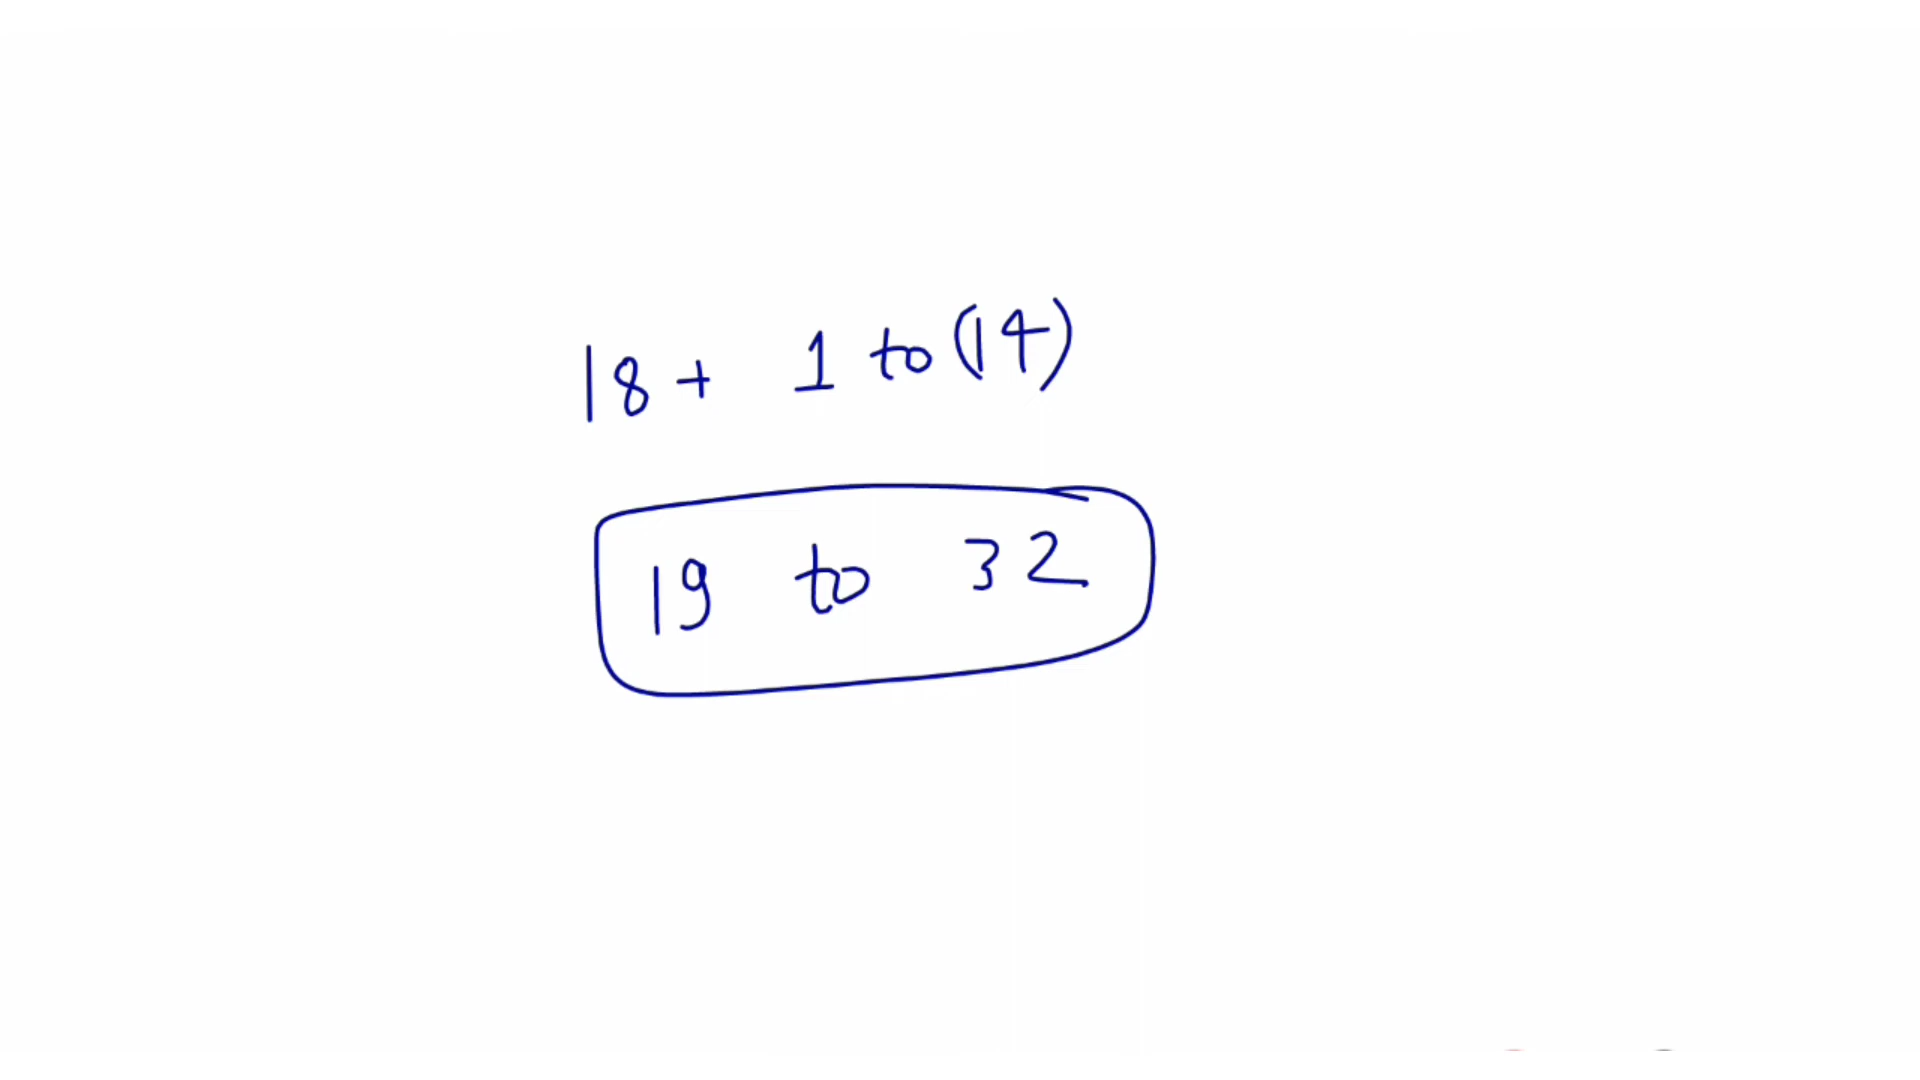 18+ 1 to (14)
19 to 32